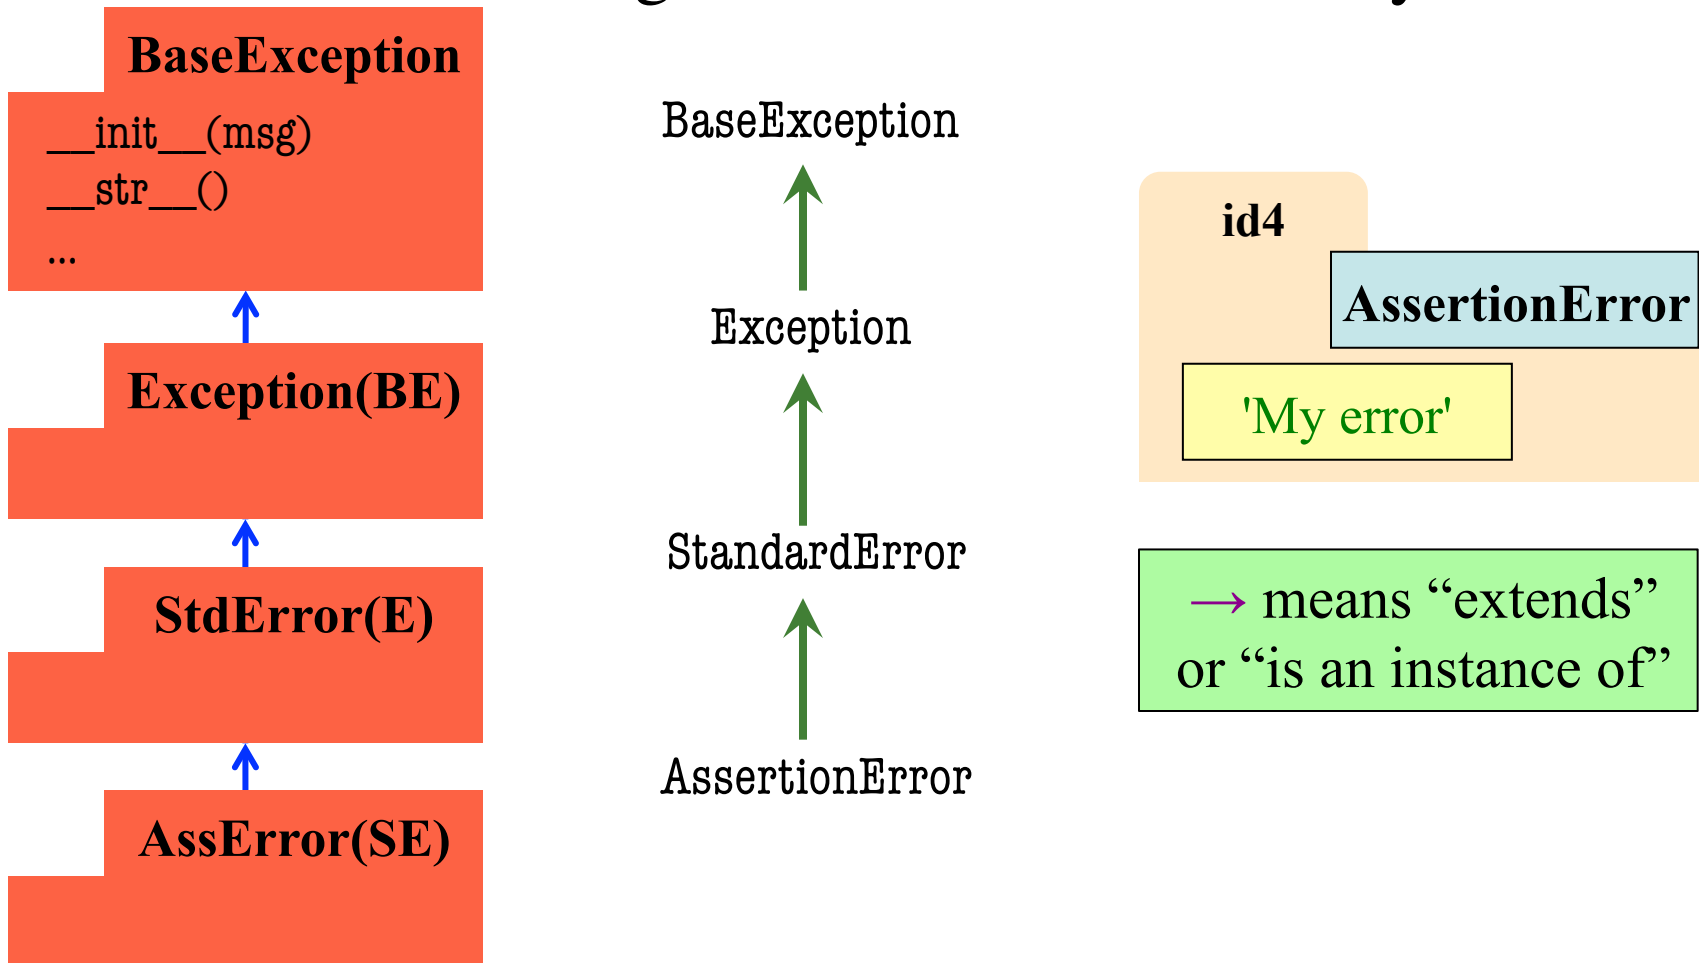 BaseException
__init__(msg)
__str__()
...
Exception(BE)
StdError(E)
AssError(SE)
BaseException
Exception
StandardError
AssertionError
id4
AssertionError
'My error'
→ means “extends”
or “is an instance of”